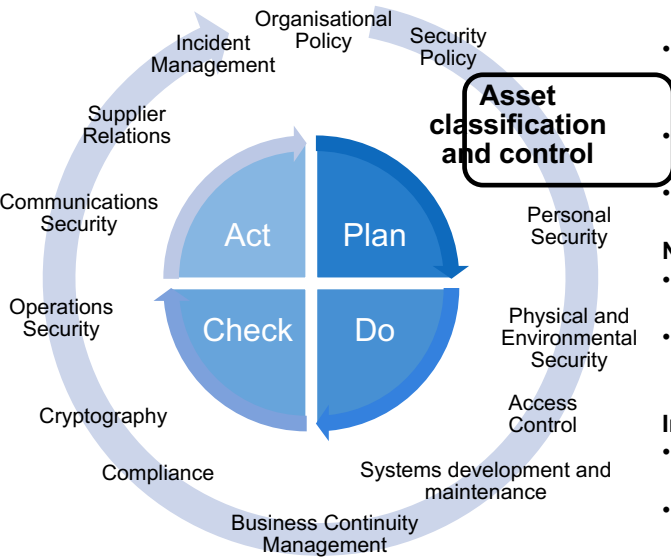 Organisational
Policy
Security
Policy
Asset
classification
and control
Personal
Security
Physical and
Environmental
Security
Access
Control
Systems development and
maintenance
Business Continuity
Management
Compliance
Cryptography
Operations
Security
Communications
Security
Supplier
Relations
Incident
Management
Act
Plan
Check
Do
•
•
•
N
•
•
•
•